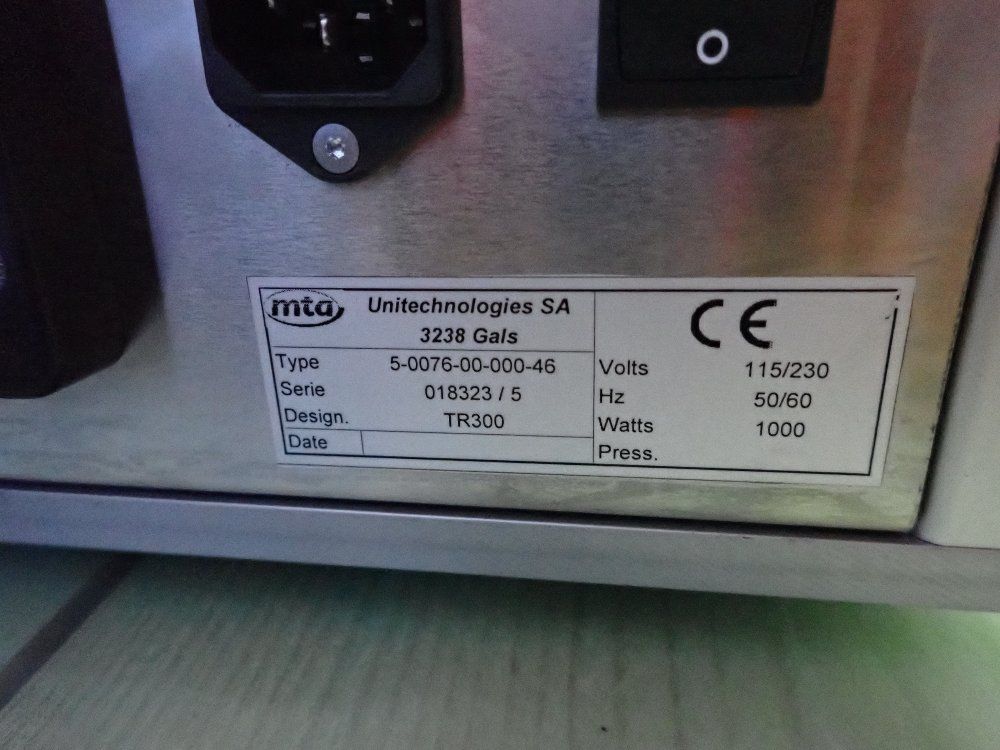 mta Unitechnologies SA
3238 Gals
Type 5-0076-00-000-46
Serie 018323 / 5
Design. TR300
Date
CE
Volts 115/230
Hz 50/60
Watts 1000
Press.
O